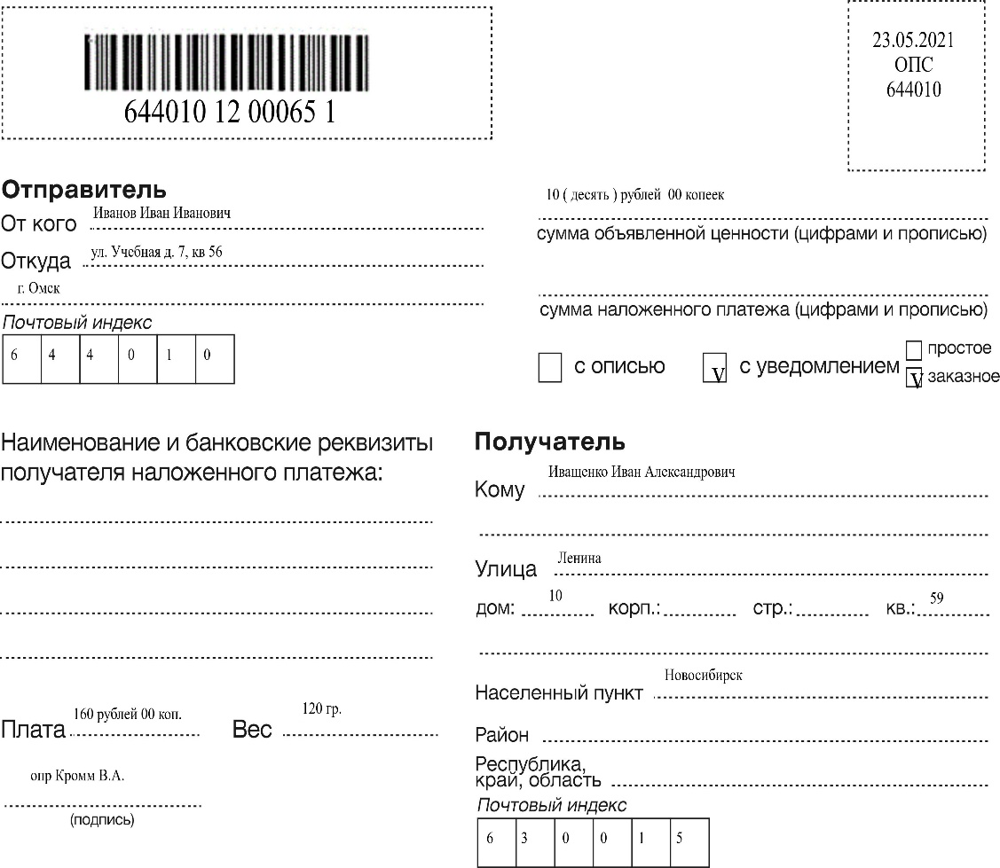 644010 12 00065 1
23.05.2021
ОПС
644010
Отправитель
От кого Иванов Иван Иванович
Откуда ул. Учебная д. 7, кв 56
г. Омск
Почтовый индекс
6 4 4 0 1 0
10 ( десять ) рублей 00 копеек
сумма объявленной ценности (цифрами и прописью)
сумма наложенного платежа (цифрами и прописью)
с описью v с уведомлением
простое
v заказное
Наименование и банковские реквизиты
получателя наложенного платежа:
Плата 160 рублей 00 коп. Вес 120 гр.
опр Кромм В.А.
(подпись)
Получатель
Кому Иващенко Иван Александрович
Улица Ленина
дом: 10 корп.: стр.: кв.: 59
Населенный пункт Новосибирск
Район
Республика,
край, область
Почтовый индекс
6 3 0 0 1 5